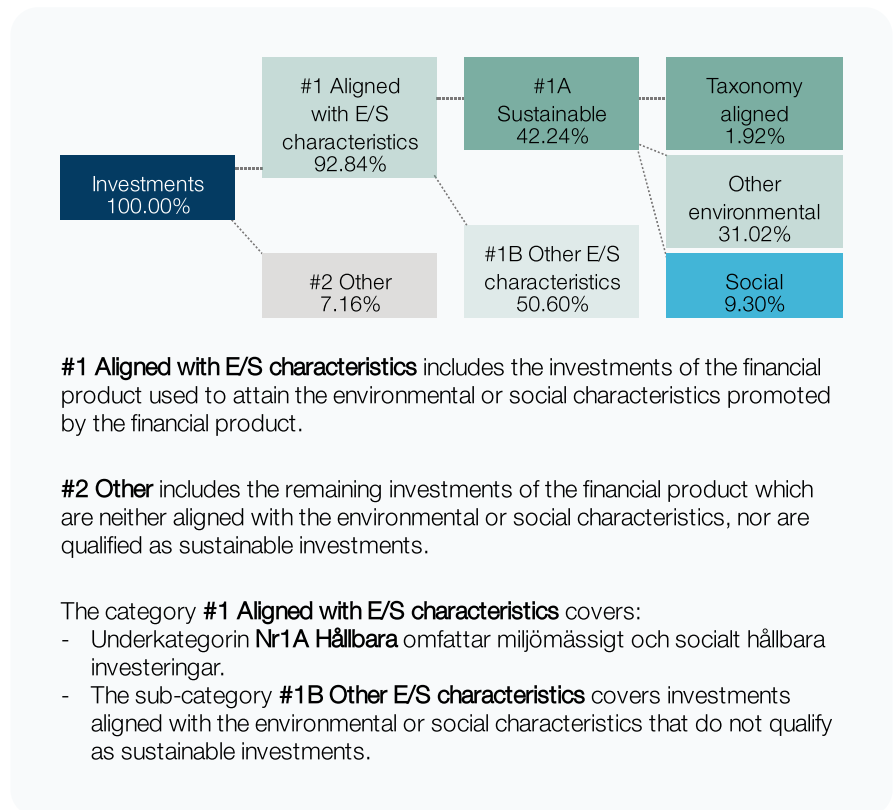 #1 Aligned
with E/S
characteristics
92.84%
#1A
Sustainable
42.24%
Taxonomy
aligned
1.92%
Investments
100.00%
Other
environmental
31.02%
#2 Other
7.16%
#1B Other E/S
characteristics
50.60%
Social
9.30%
#1 Aligned with E/S characteristics includes the investments of the financial
product used to attain the environmental or social characteristics promoted
by the financial product.
#2 Other includes the remaining investments of the financial product which
are neither aligned with the environmental or social characteristics, nor are
qualified as sustainable investments.
The category #1 Aligned with E/S characteristics covers:
- Underkategorin Nr1A Hållbara omfattar miljömässigt och socialt hållbara
investeringar.
- The sub-category #1B Other E/S characteristics covers investments
aligned with the environmental or social characteristics that do not qualify
as sustainable investments.